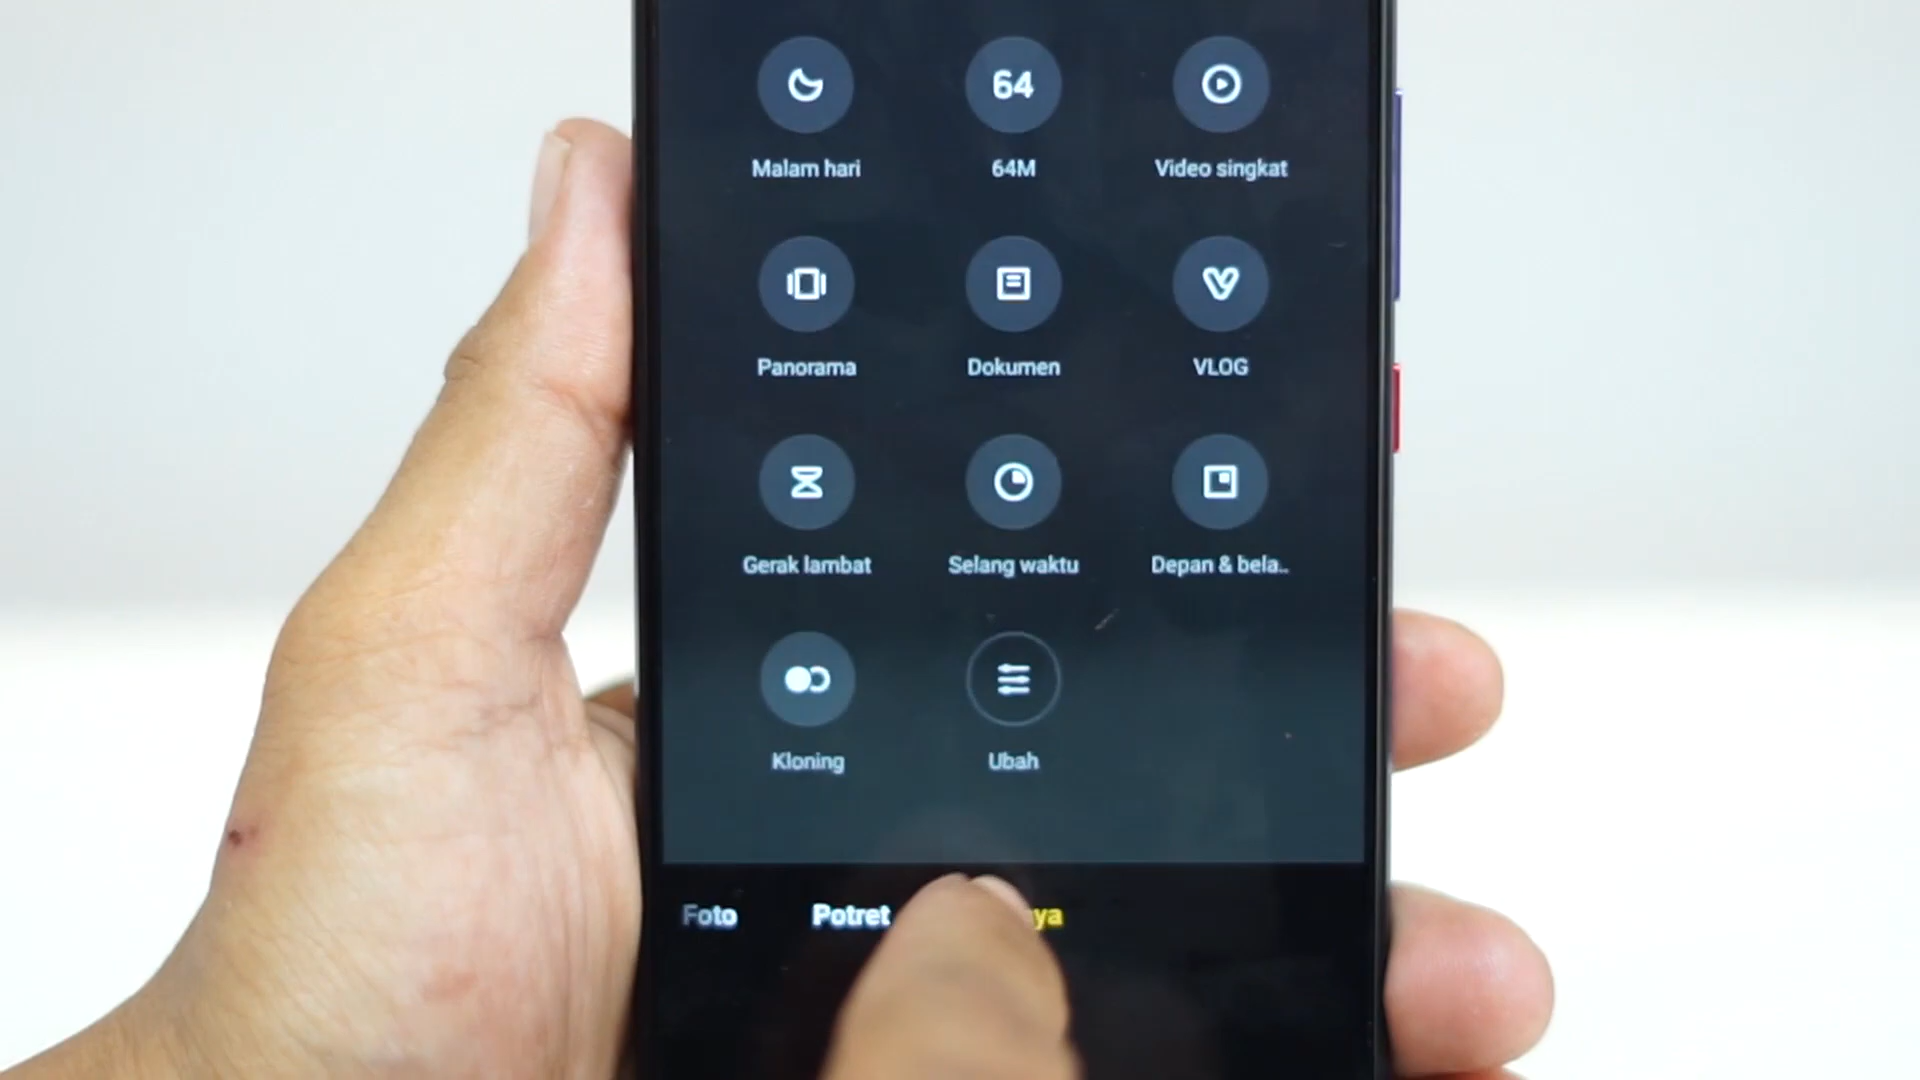 64
Malam hari 64M Video singkat
Panorama Dokumen VLOG
Gerak lambat Selang waktu Depan & bela..
Kloning Ubah
Foto Potret